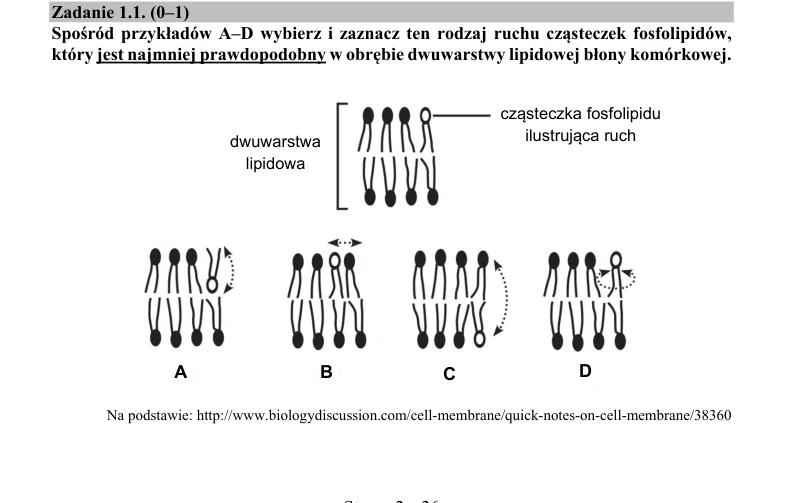 Zadanie 1.1. (0–1)
Spośród przykładów A–D wybierz i zaznacz ten rodzaj ruchu cząsteczek fosfolipidów,
który jest najmniej prawdopodobny w obrębie dwuwarstwy lipidowej błony komórkowej.
dwuwarstwa
lipidowa
cząsteczka fosfolipidu
ilustrująca ruch
A
B
C
D
Na podstawie: http://www.biologydiscussion.com/cell-membrane/quick-notes-on-cell-membrane/38360